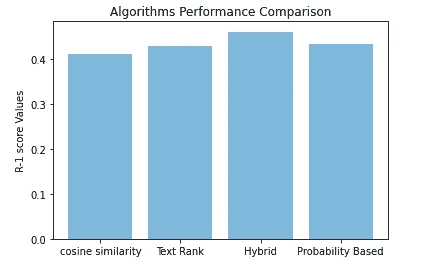 Algorithms Performance Comparison
R-1 score Values
0.4
0.3
0.2
0.1
0.0
cosine similarity
Text Rank
Hybrid
Probability Based